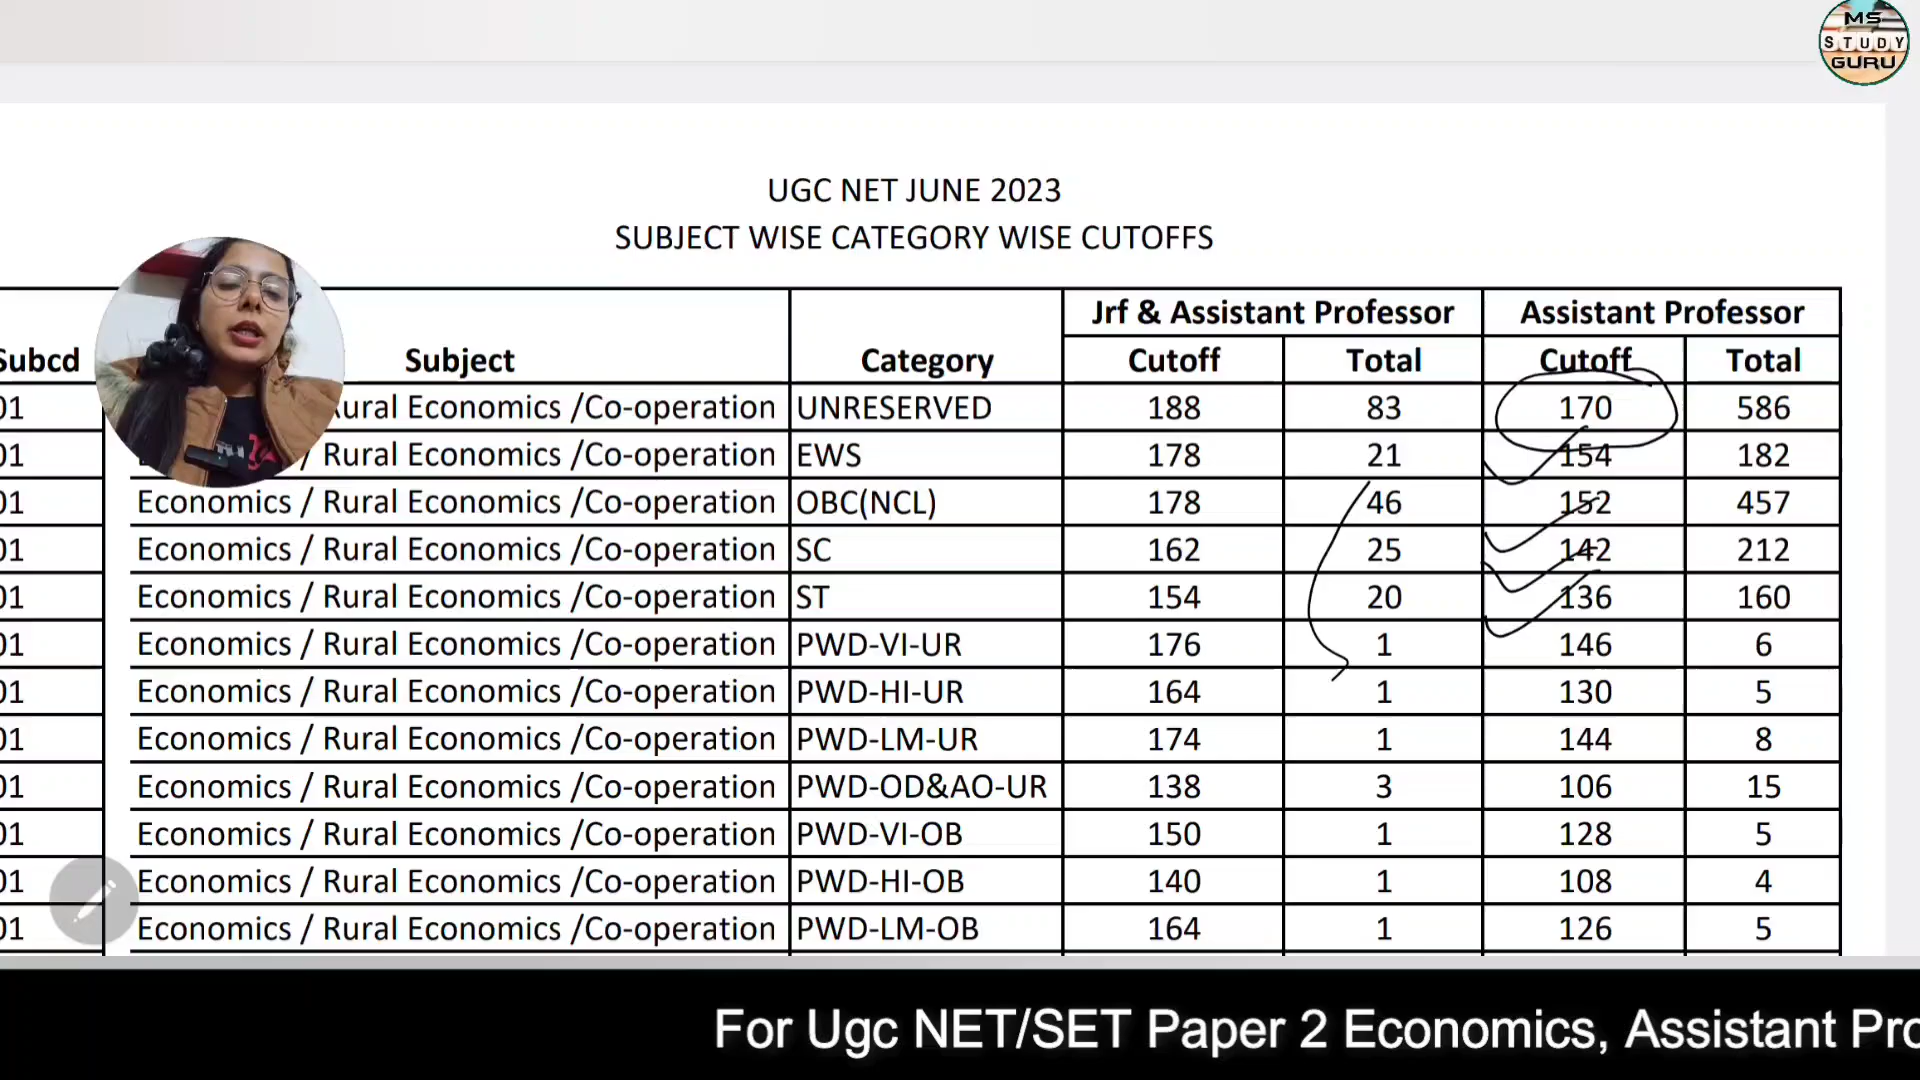 MS
STUDY
GURU
UGC NET JUNE 2023
SUBJECT WISE CATEGORY WISE CUTOFFS
Jrf & Assistant Professor Assistant Professor
Subcd Subject Category Cutoff Total Cutoff Total
01 Rural Economics /Co-operation UNRESERVED 188 83 170 586
01 / Rural Economics /Co-operation EWS 178 21 154 182
01 Economics / Rural Economics /Co-operation OBC(NCL) 178 46 152 457
01 Economics / Rural Economics /Co-operation SC 162 25 142 212
01 Economics / Rural Economics /Co-operation ST 154 20 136 160
01 Economics / Rural Economics /Co-operation PWD-VI-UR 176 1 146 6
01 Economics / Rural Economics /Co-operation PWD-HI-UR 164 1 130 5
01 Economics / Rural Economics /Co-operation PWD-LM-UR 174 1 144 8
01 Economics / Rural Economics /Co-operation PWD-OD&AO-UR 138 3 106 15
01 Economics / Rural Economics /Co-operation PWD-VI-OB 150 1 128 5
01 Economics / Rural Economics /Co-operation PWD-HI-OB 140 1 108 4
01 Economics / Rural Economics /Co-operation PWD-LM-OB 164 1 126 5
For Ugc NET/SET Paper 2 Economics, Assistant Pro